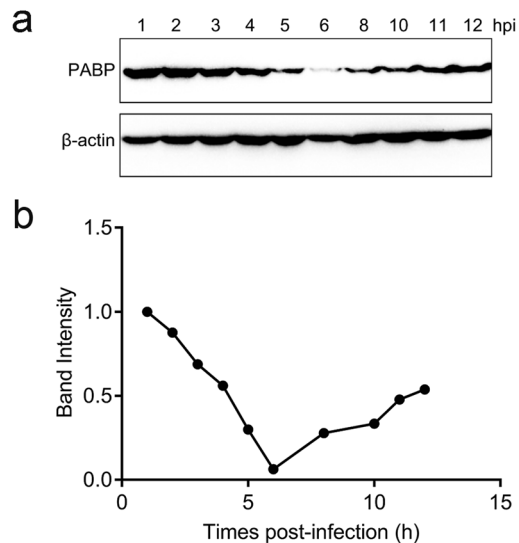 a
1 2 3 4 5 6 8 10 11 12 hpi
PABP
β-actin
b
1.5
1.0
0.5
0.0
0 5 10 15
Band Intensity
Times post-infection (h)